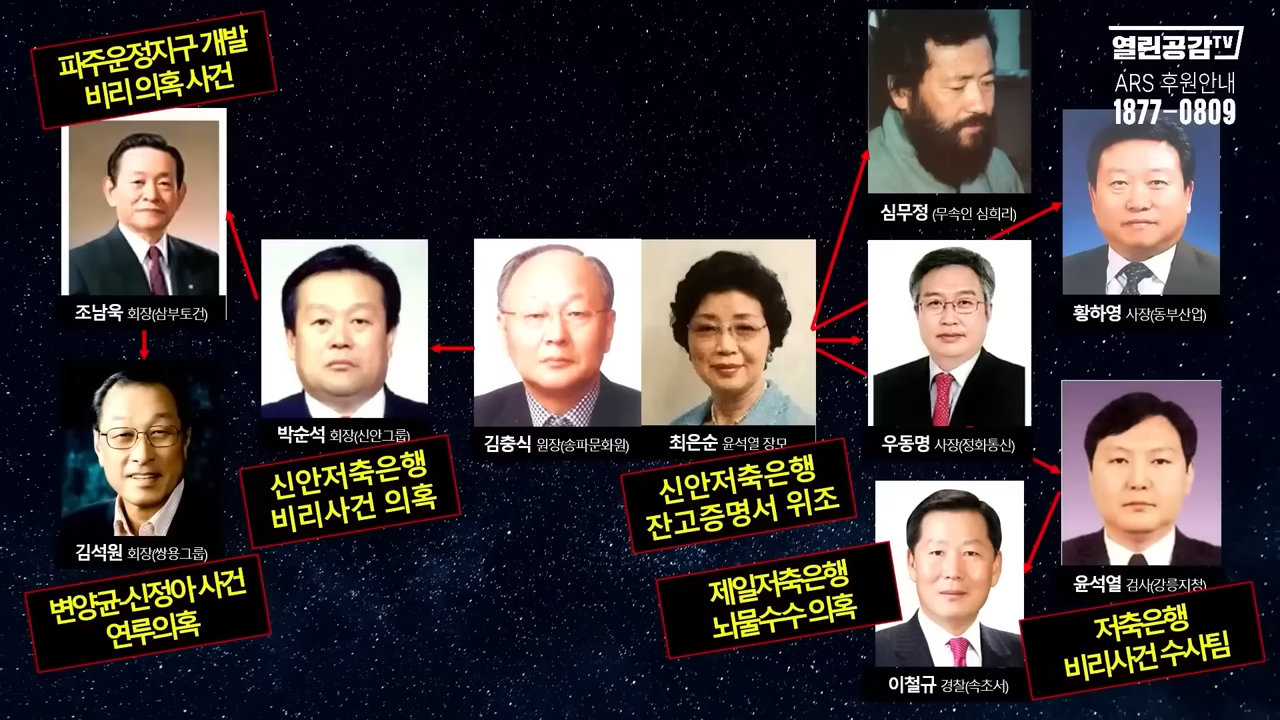 파주운정지구 개발
비리 의혹 사건
조남욱 회장(삼부토건)
김석원 회장(쌍용그룹)
변양균-신정아 사건
연루의혹
박순석 회장(신안그룹)
신안저축은행
비리사건 의혹
김충식 원장(송파문화원)
최은순 윤석열 장모
신안저축은행
잔고증명서 위조
제일저축은행
뇌물수수 의혹
심무정 (무속인 심희리)
우동명 사장(정화통신)
이철규 경찰(속초서)
열린공감TV
ARS 후원안내
1877-0809
황하영 사장(동부산업)
윤석열 검사(강릉지청)
저축은행
비리사건 수사팀